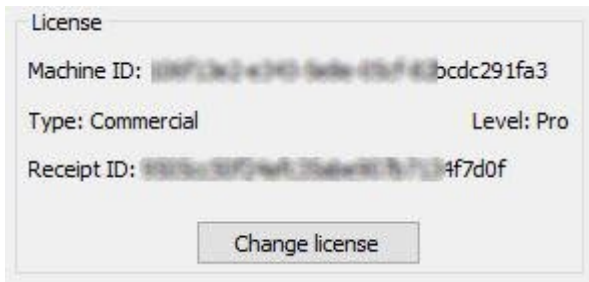 License
Machine ID: bcdc291fa3
Type: Commercial Level: Pro
Receipt ID: 4f7d0f
Change license